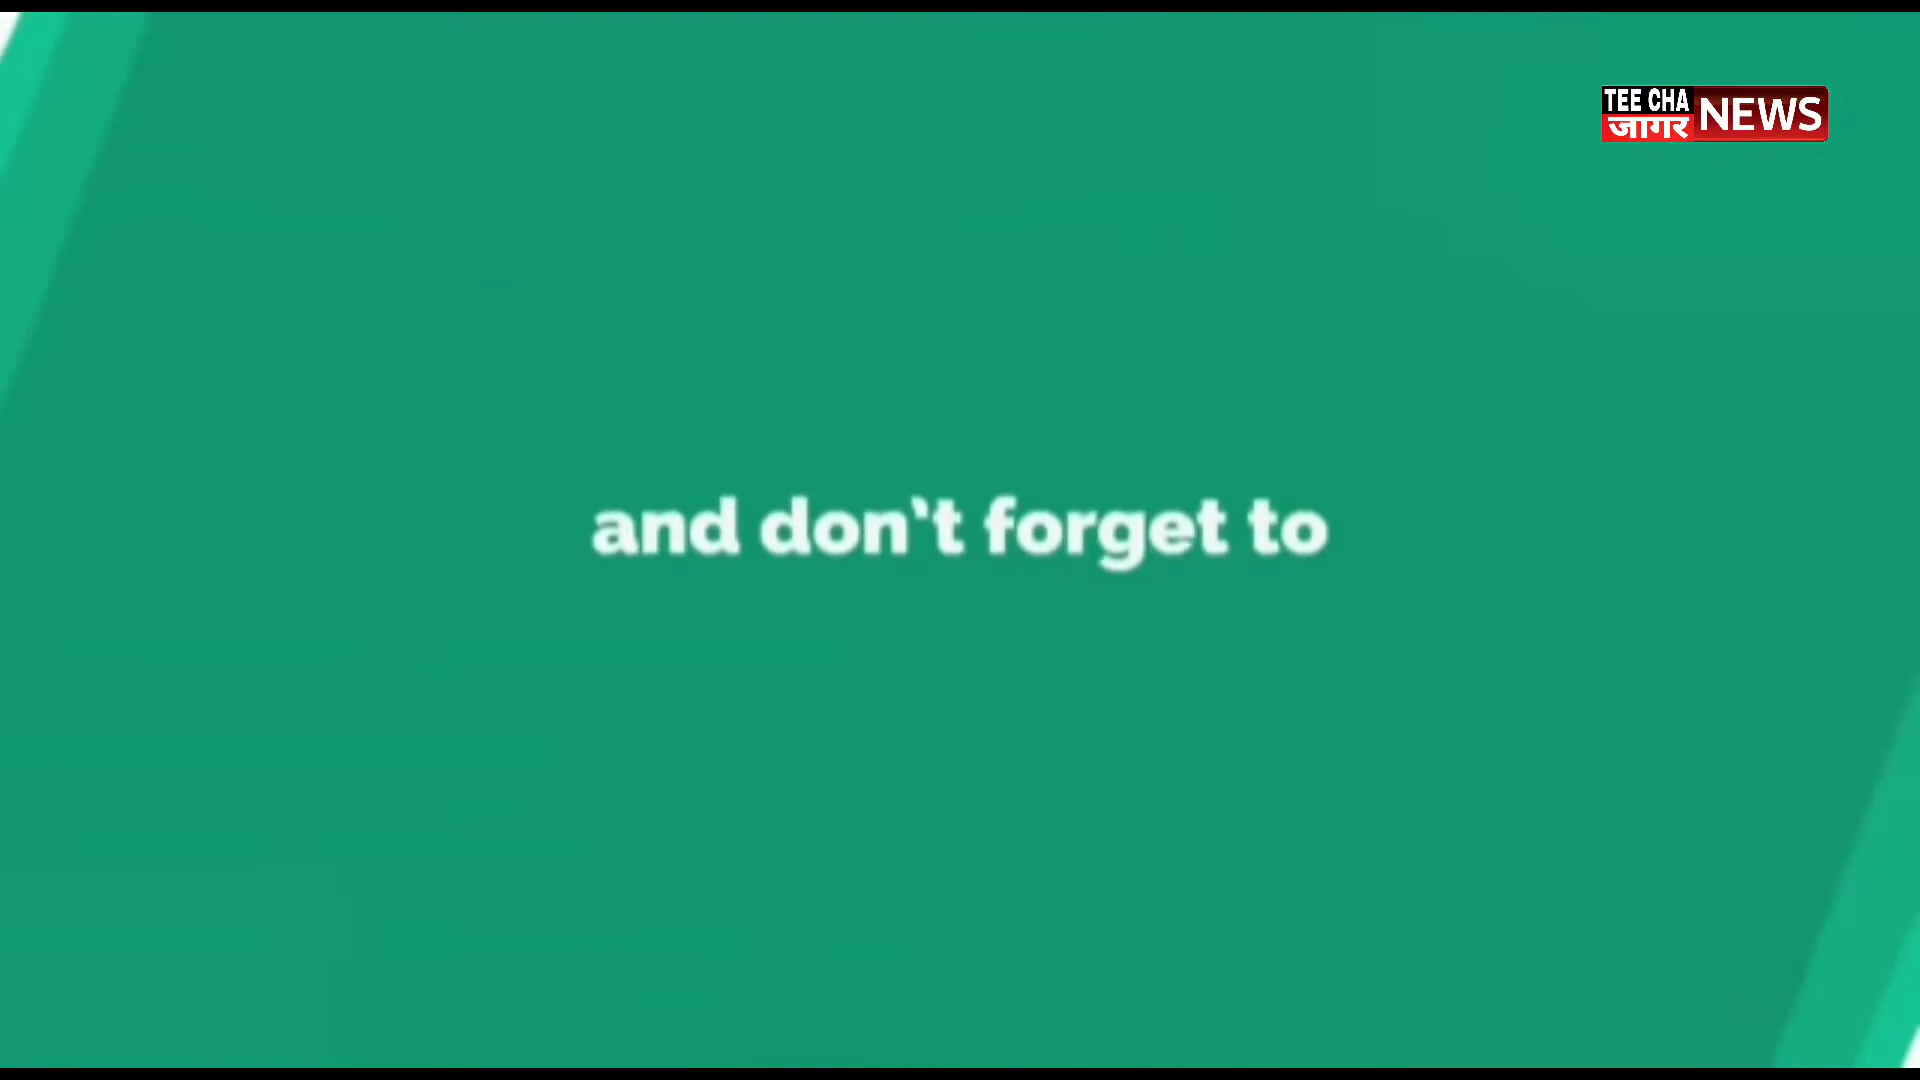 TEE CHA
जागर
NEWS
and don't forget to